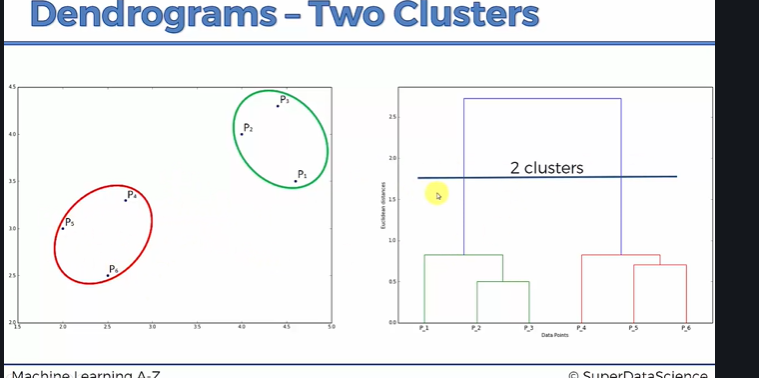 Dendrograms – Two Clusters
4.5
4.0
3.5
3.0
2.5
2.0
1.5 2.0 2.5 3.0 3.5 4.0 4.5 5.0
P3
P2
P1
P4
P5
P6
2 clusters
Euclidean distances
2.5
2.0
1.5
1.0
0.5
0.0
P_1 P_2 P_3 P_4 P_5 P_6
Data Points
Machine Learning A-Z
© SuperDataScience